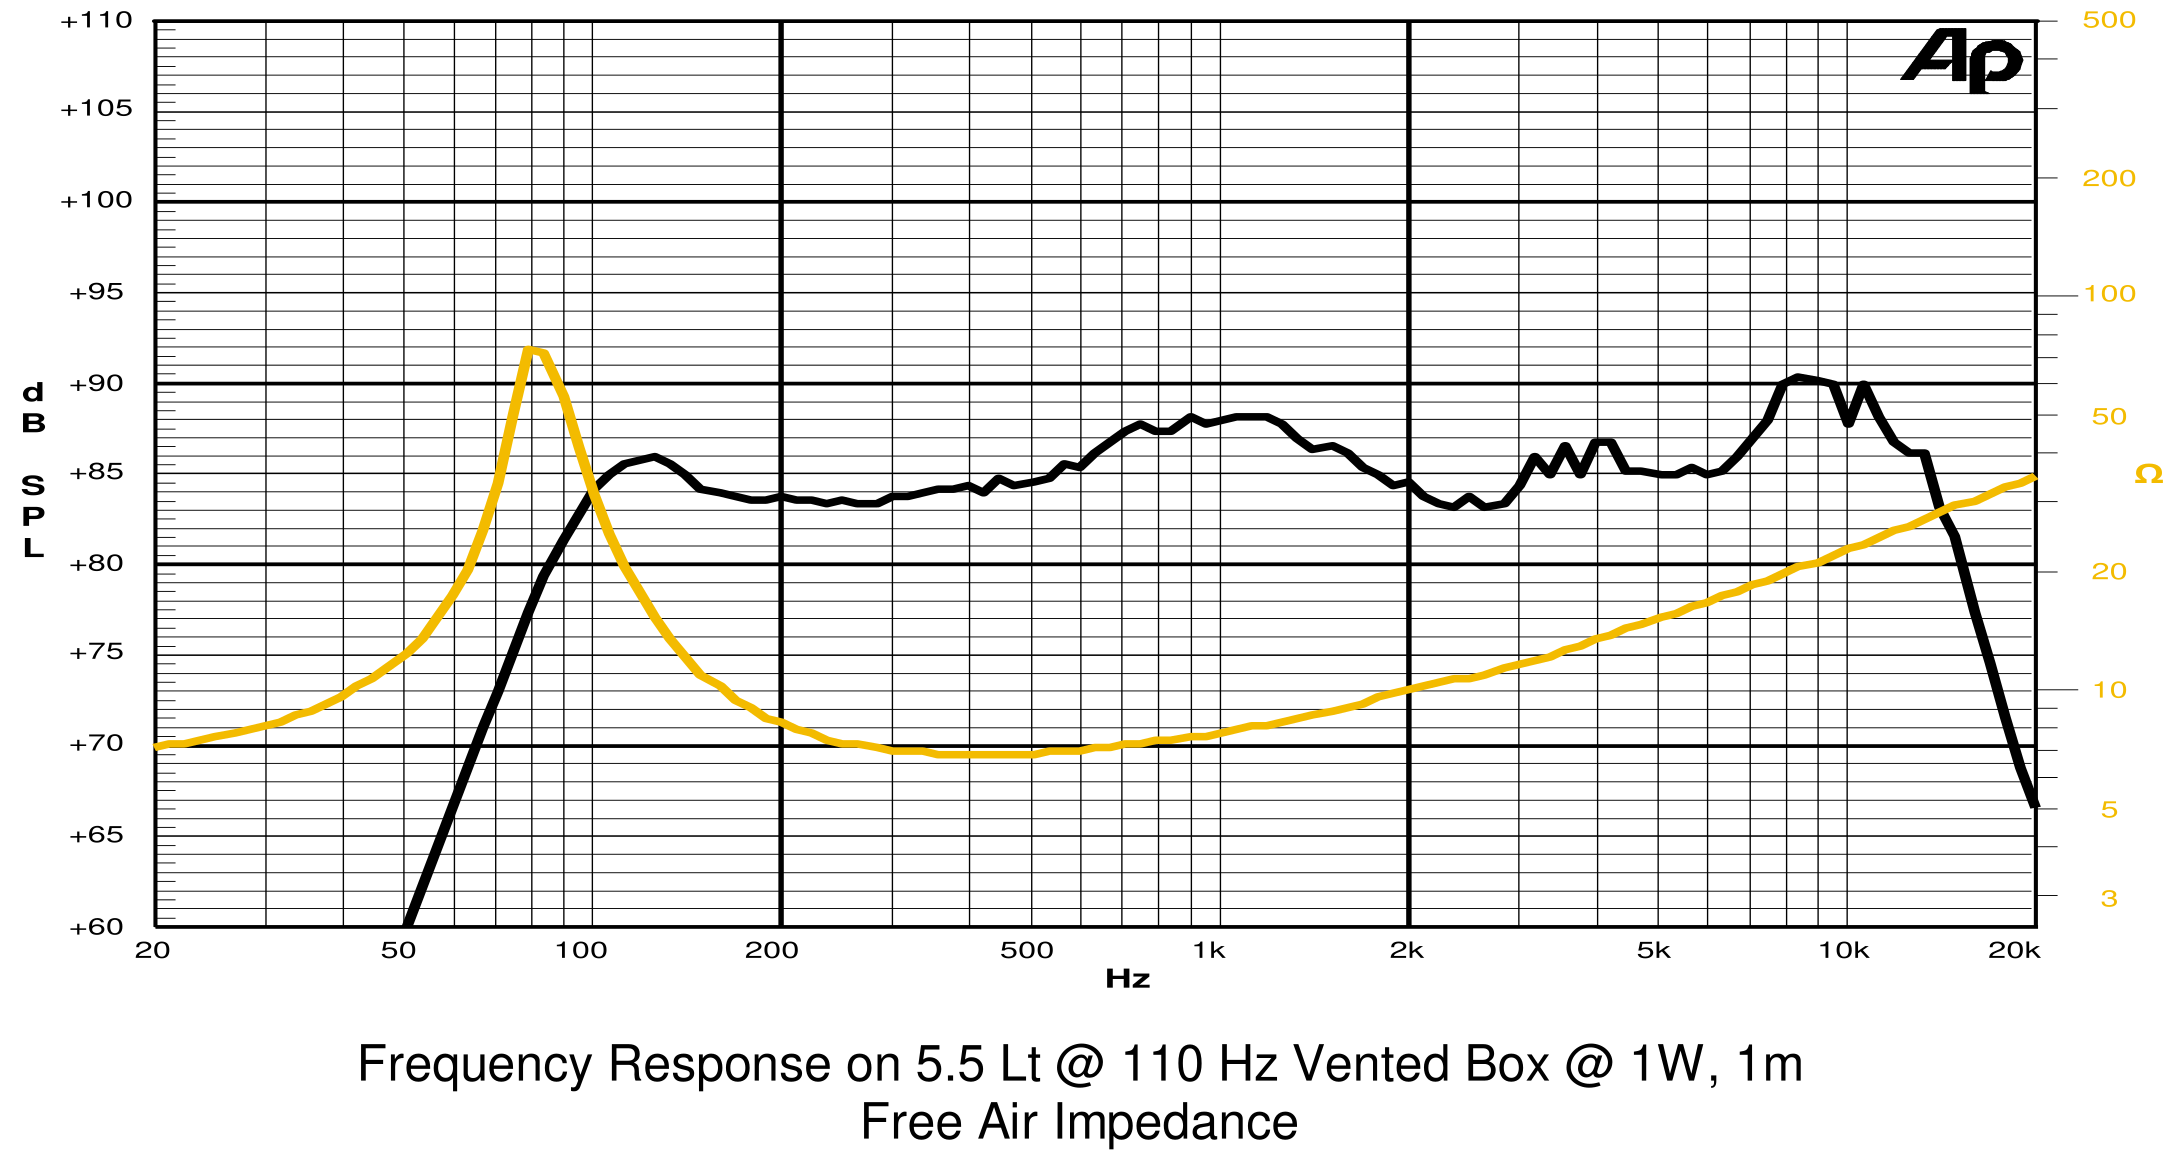 +110
+105
+100
+95
+90
+85
+80
+75
+70
+65
+60
dB SPL
500
200
100
50
Ω
20
10
5
3
20 50 100 200 500 1k 2k 5k 10k 20k
Hz
Ap
Frequency Response on 5.5 Lt @ 110 Hz Vented Box @ 1W, 1m
Free Air Impedance